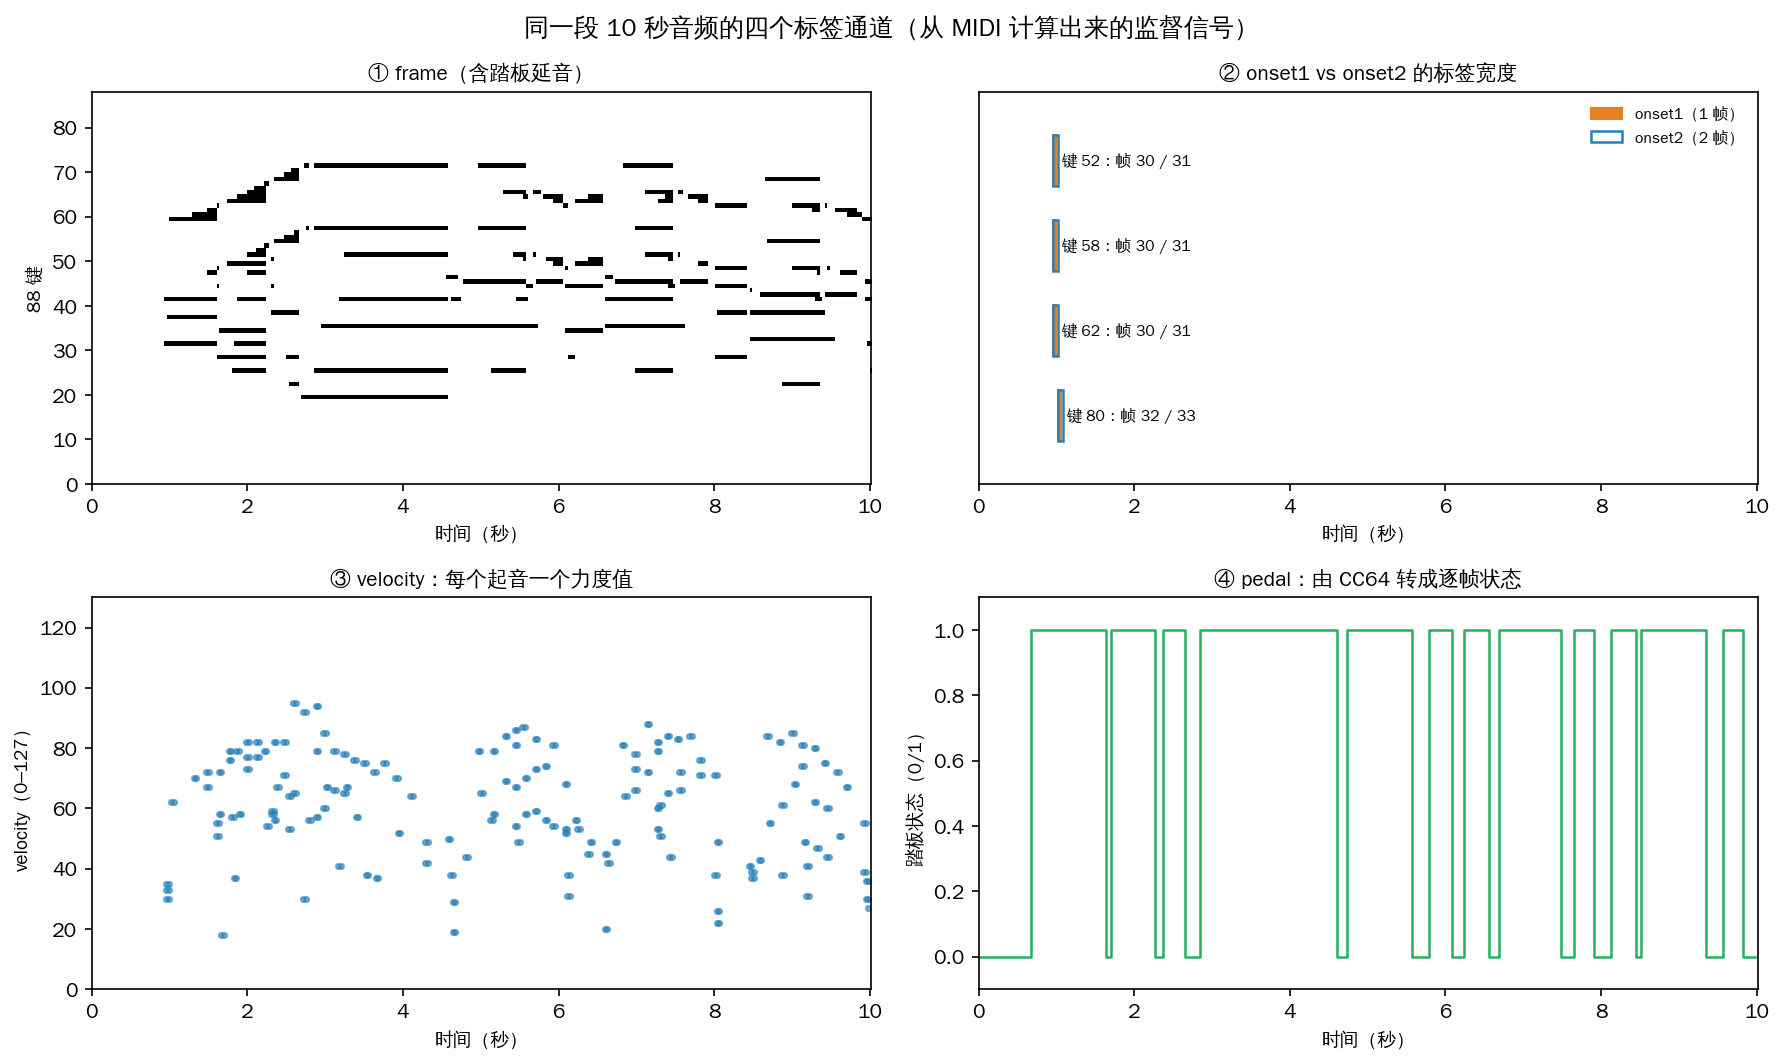 同一段 10 秒音频的四个标签通道（从 MIDI 计算出来的监督信号）
① frame（含踏板延音）
88 键
80
70
60
50
40
30
20
10
0
0 2 4 6 8 10
时间（秒）
② onset1 vs onset2 的标签宽度
onset1（1 帧）
onset2（2 帧）
键 52：帧 30 / 31
键 58：帧 30 / 31
键 62：帧 30 / 31
键 80：帧 32 / 33
0 2 4 6 8 10
时间（秒）
③ velocity：每个起音一个力度值
velocity（0–127）
120
100
80
60
40
20
0
0 2 4 6 8 10
时间（秒）
④ pedal：由 CC64 转成逐帧状态
踏板状态（0/1）
1.0
0.8
0.6
0.4
0.2
0.0
0 2 4 6 8 10
时间（秒）